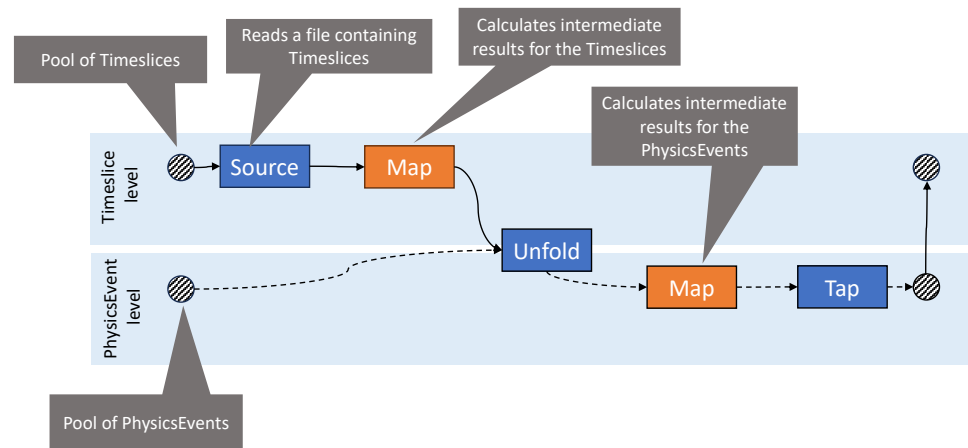 Pool of Timeslices
Reads a file containing
Timeslices
Calculates intermediate
results for the Timeslices
Calculates intermediate
results for the
PhysicsEvents
Timeslice
level
Source
Map
Unfold
PhysicsEvent
level
Map
Tap
Pool of PhysicsEvents